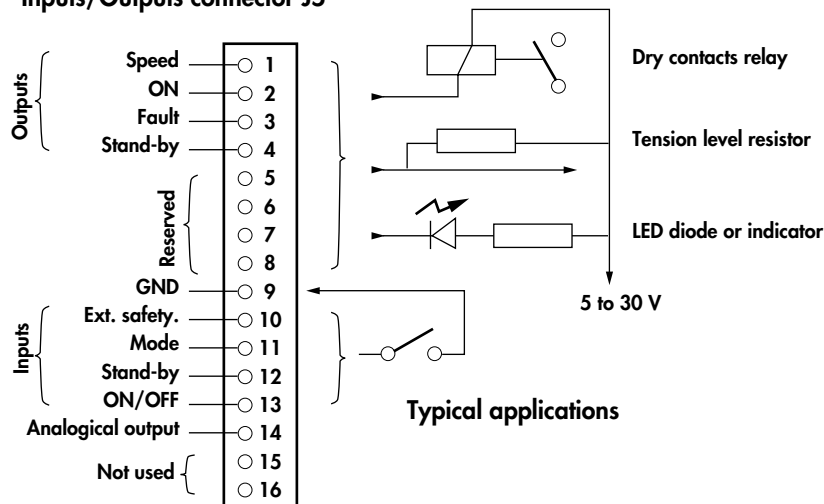 Inputs/Outputs connector J5
Outputs
Speed 1
ON 2
Fault 3
Stand-by 4
Reserved
5
6
7
8
GND 9
Inputs
Ext. safety. 10
Mode 11
Stand-by 12
ON/OFF 13
Analogical output 14
Not used
15
16
Dry contacts relay
Tension level resistor
LED diode or indicator
5 to 30 V
Typical applications